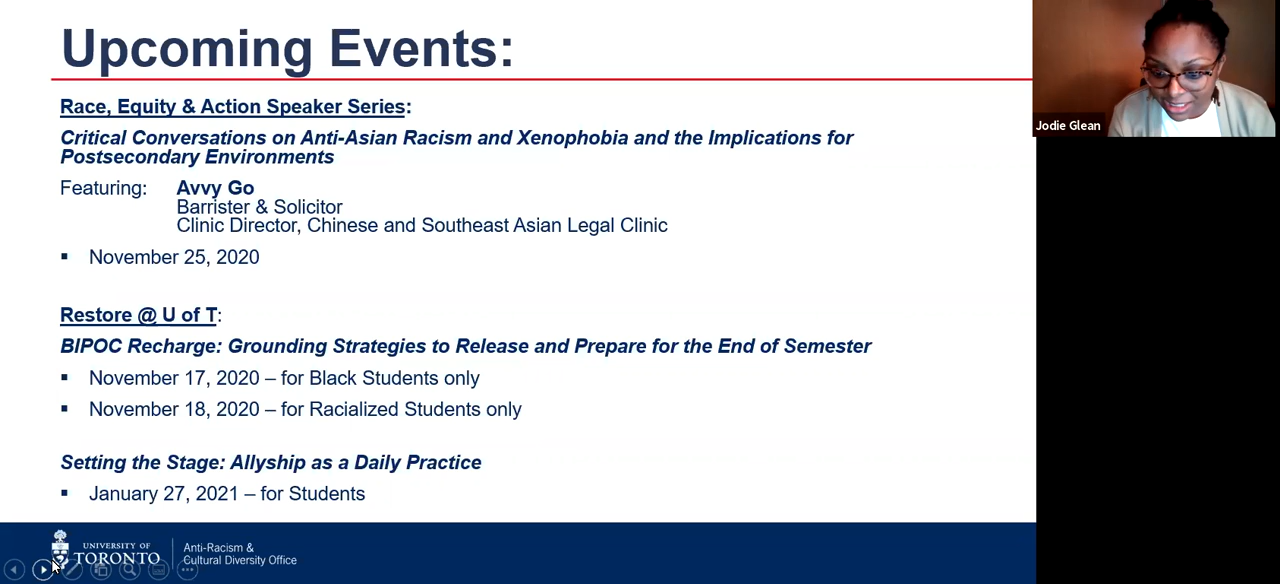 Upcoming Events:
Race, Equity & Action Speaker Series:
Critical Conversations on Anti-Asian Racism and Xenophobia and the Implications for
Postsecondary Environments
Featuring: Avvy Go
Barrister & Solicitor
Clinic Director, Chinese and Southeast Asian Legal Clinic
▪ November 25, 2020
Restore @ U of T:
BIPOC Recharge: Grounding Strategies to Release and Prepare for the End of Semester
▪ November 17, 2020 – for Black Students only
▪ November 18, 2020 – for Racialized Students only
Setting the Stage: Allyship as a Daily Practice
▪ January 27, 2021 – for Students
UNIVERSITY OF
TORONTO
Anti-Racism &
Cultural Diversity Office
Jodie Glean